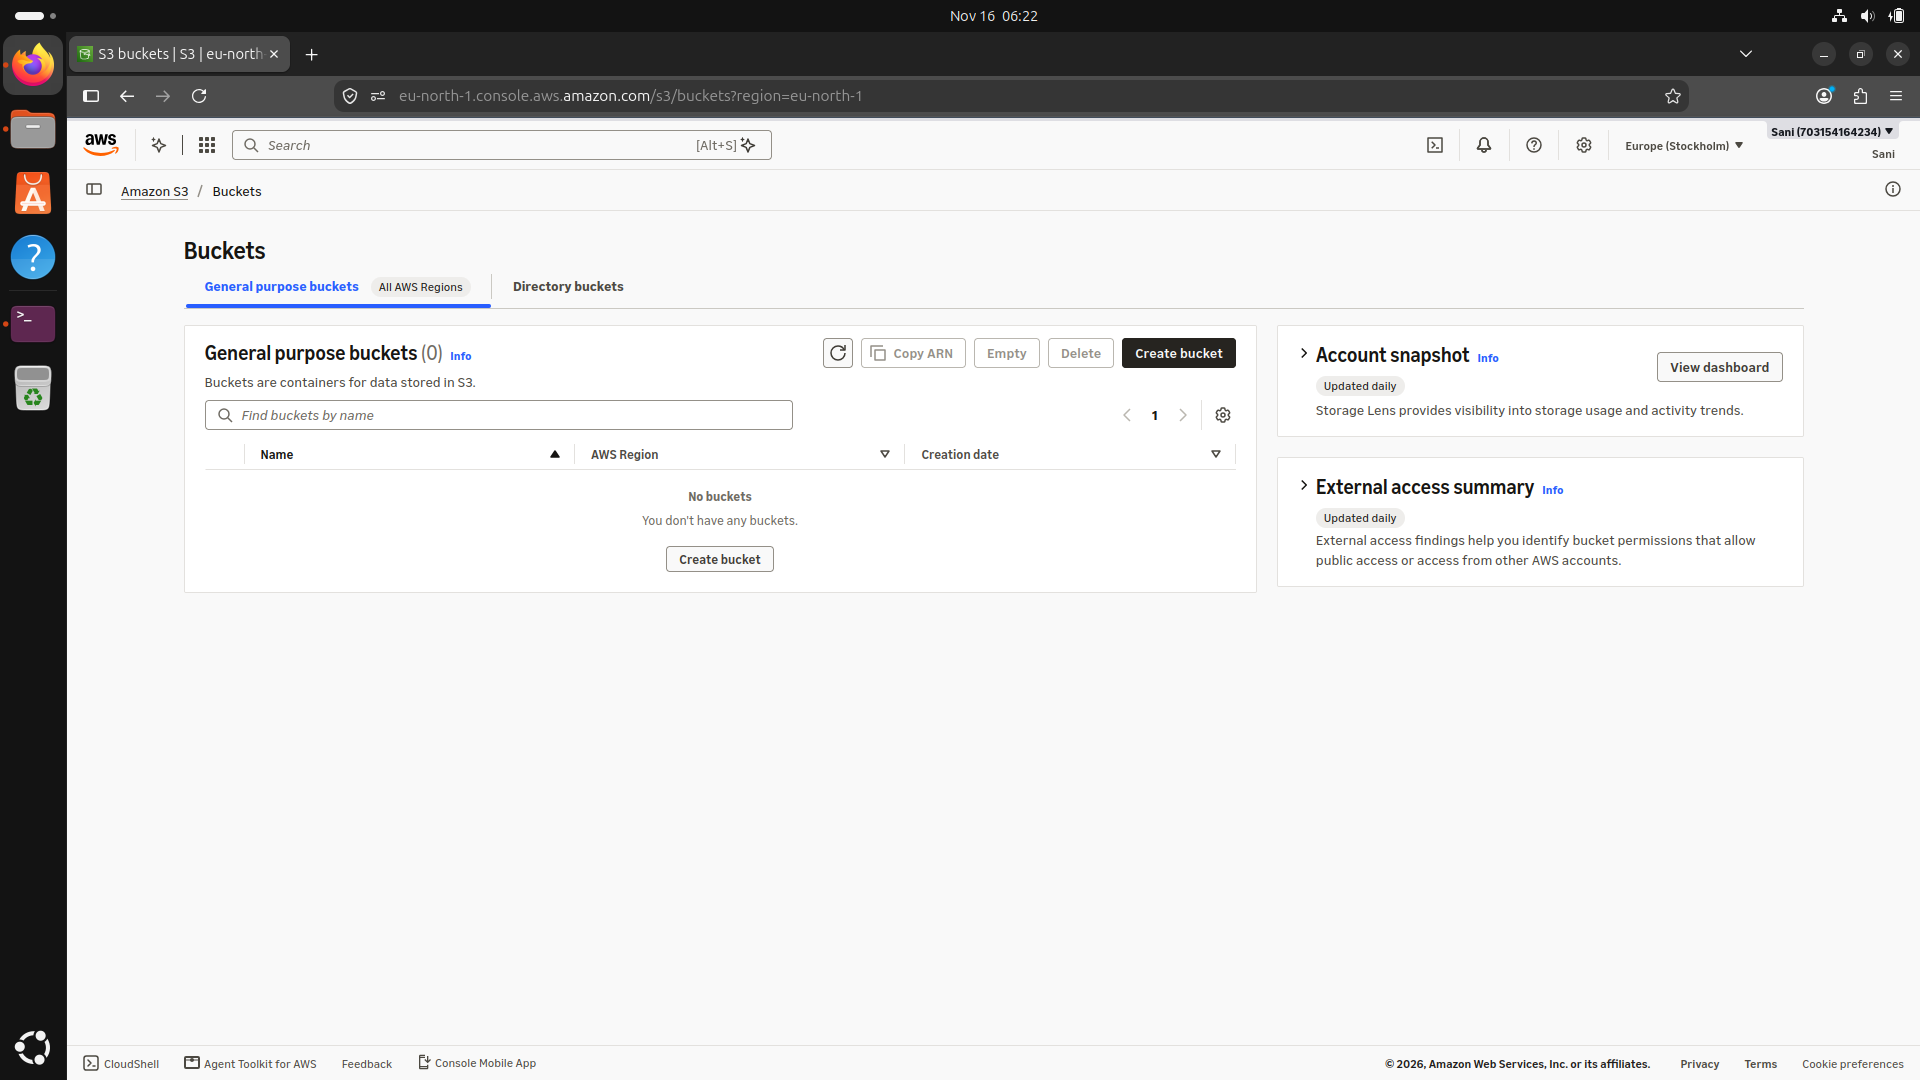 Nov 16 06:22
S3 buckets | S3 | eu-north
eu-north-1.console.aws.amazon.com/s3/buckets?region=eu-north-1
aws
Search
[Alt+S]
Europe (Stockholm)
Sani (703154164234)
Sani
Amazon S3 / Buckets
Buckets
General purpose buckets
All AWS Regions
Directory buckets
General purpose buckets (0) Info
Copy ARN
Empty
Delete
Create bucket
Buckets are containers for data stored in S3.
Find buckets by name
1
Name
AWS Region
Creation date
No buckets
You don't have any buckets.
Create bucket
Account snapshot Info
View dashboard
Updated daily
Storage Lens provides visibility into storage usage and activity trends.
External access summary Info
Updated daily
External access findings help you identify bucket permissions that allow
public access or access from other AWS accounts.
CloudShell
Agent Toolkit for AWS
Feedback
Console Mobile App
© 2026, Amazon Web Services, Inc. or its affiliates.
Privacy
Terms
Cookie preferences